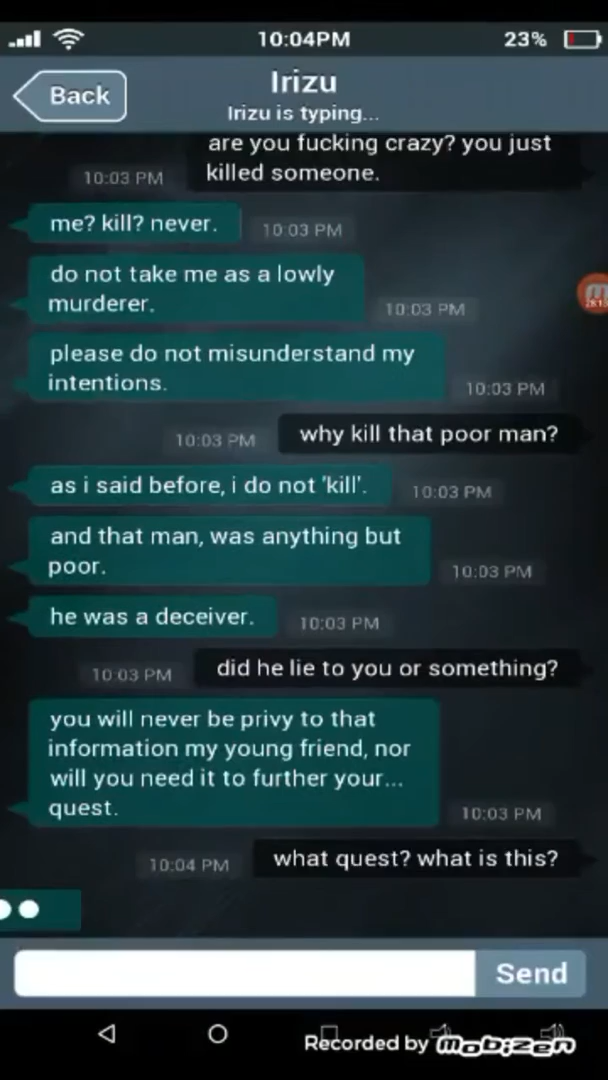 10:04PM
23%
Back
Irizu
Irizu is typing...
are you fucking crazy? you just
killed someone.
10:03 PM
me? kill? never.
10:03 PM
do not take me as a lowly
murderer.
10:03 PM
please do not misunderstand my
intentions.
10:03 PM
10:03 PM
why kill that poor man?
as i said before, i do not 'kill'.
10:03 PM
and that man, was anything but
poor.
10:03 PM
he was a deceiver.
10:03 PM
10:03 PM
did he lie to you or something?
you will never be privy to that
information my young friend, nor
will you need it to further your...
quest.
10:03 PM
10:04 PM
what quest? what is this?
Send
Recorded by mobizen